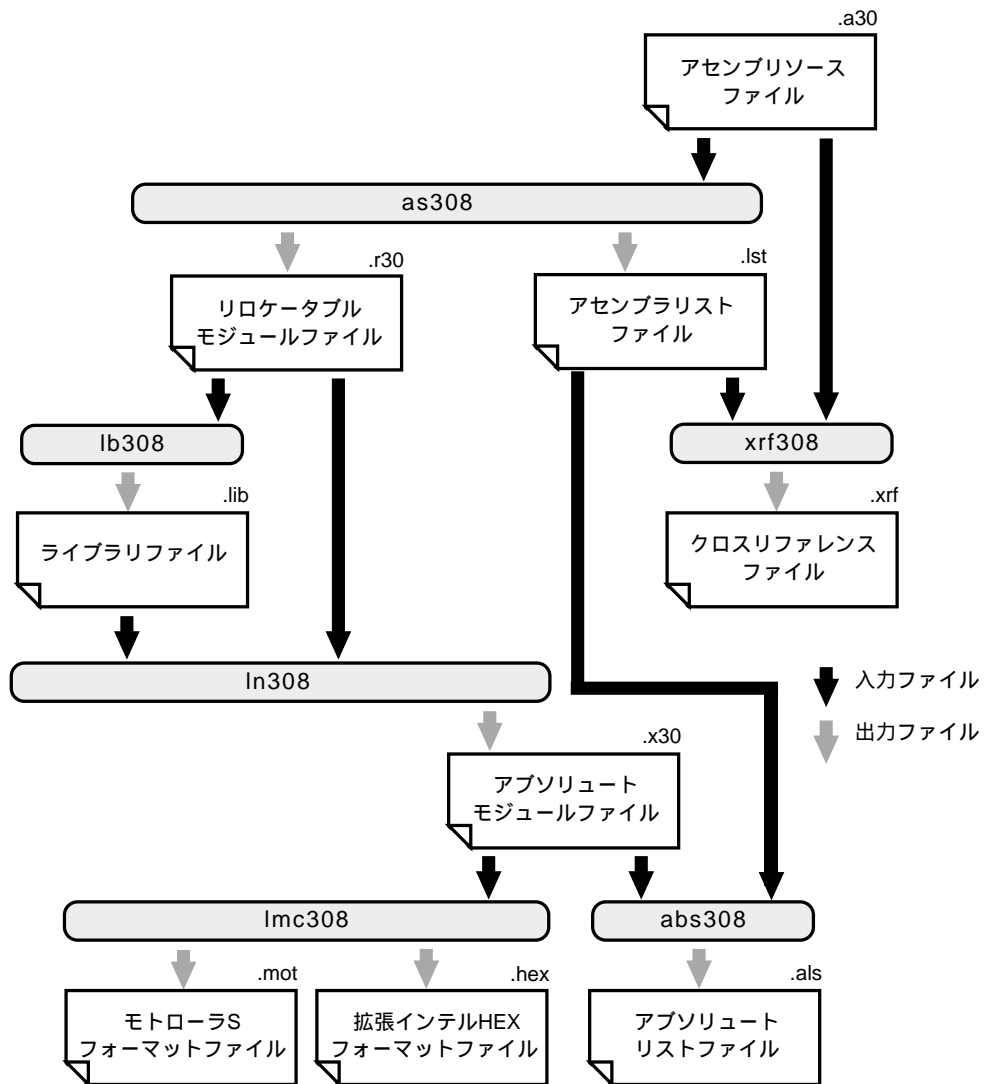 .a30
アセンブリソース
ファイル
as308
.r30
.lst
リロケータブル
モジュールファイル
アセンブラリスト
ファイル
lb308
xrf308
.lib
.xrf
ライブラリファイル
クロスリファレンス
ファイル
ln308
入力ファイル
出力ファイル
.x30
アブソリュート
モジュールファイル
lmc308
abs308
.mot
.hex
.als
モトローラS
フォーマットファイル
拡張インテルHEX
フォーマットファイル
アブソリュート
リストファイル